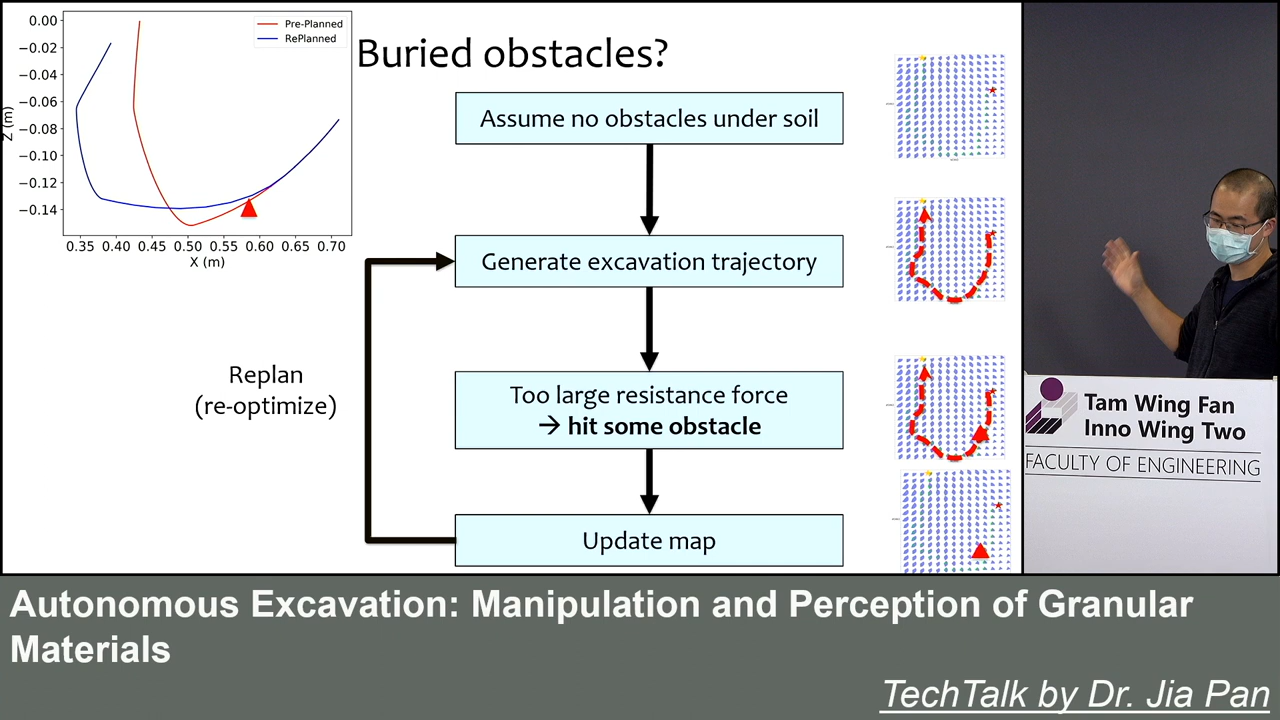 Buried obstacles?
0.00
−0.02
−0.04
−0.06
−0.08
−0.10
−0.12
−0.14
Z (m)
0.35 0.40 0.45 0.50 0.55 0.60 0.65 0.70
X (m)
Pre-Planned
RePlanned
Assume no obstacles under soil
Generate excavation trajectory
Too large resistance force
→ hit some obstacle
Update map
Replan
(re-optimize)
Tam Wing Fan
Inno Wing Two
FACULTY OF ENGINEERING
Autonomous Excavation: Manipulation and Perception of Granular
Materials
TechTalk by Dr. Jia Pan